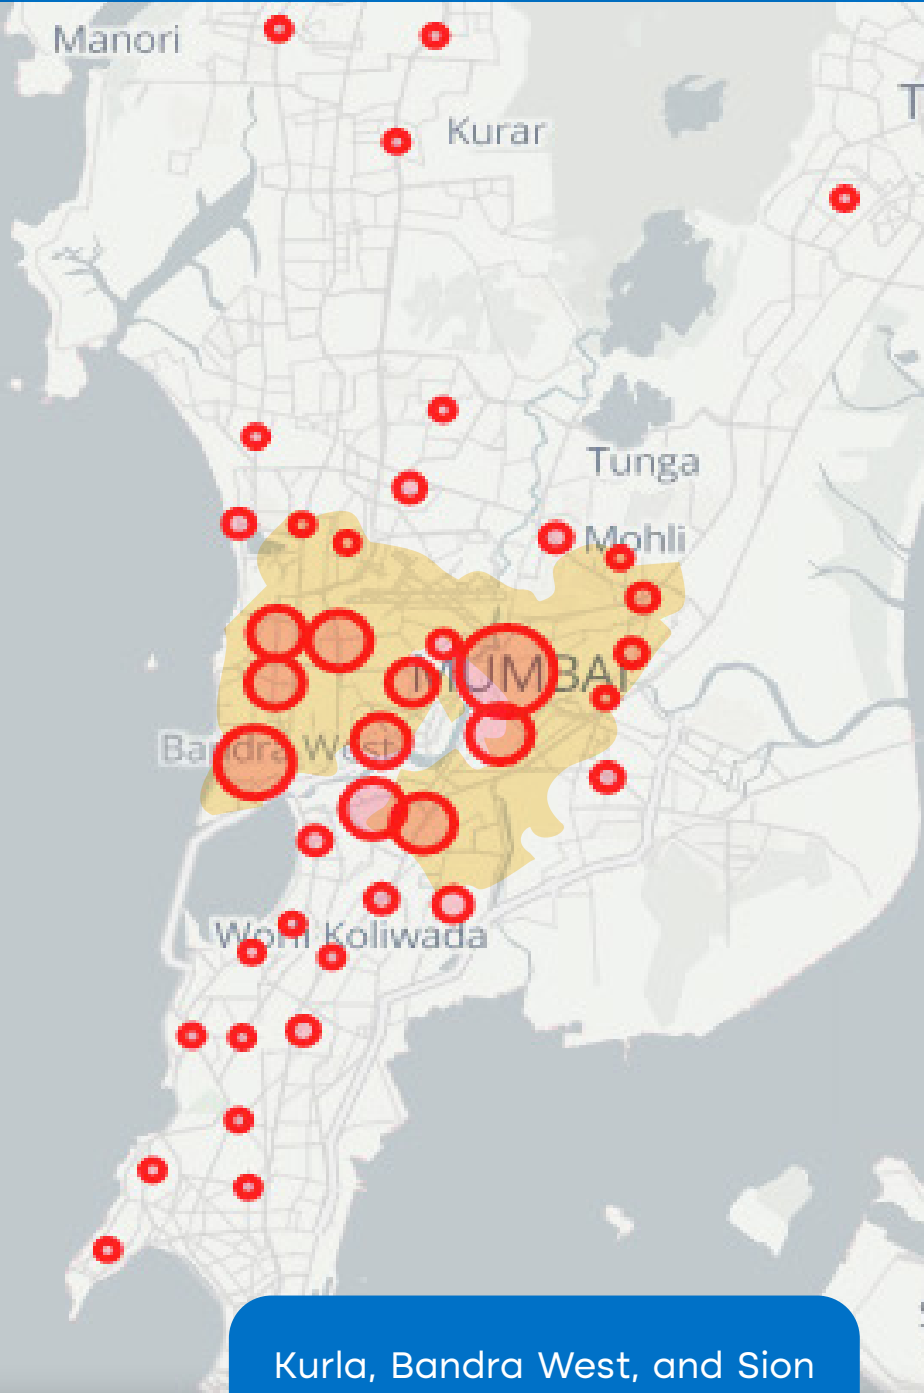 Manori
T
Kurar
Tunga
Mohli
MUMBAI
Bandra West
Worli Koliwada
Kurla, Bandra West, and Sion